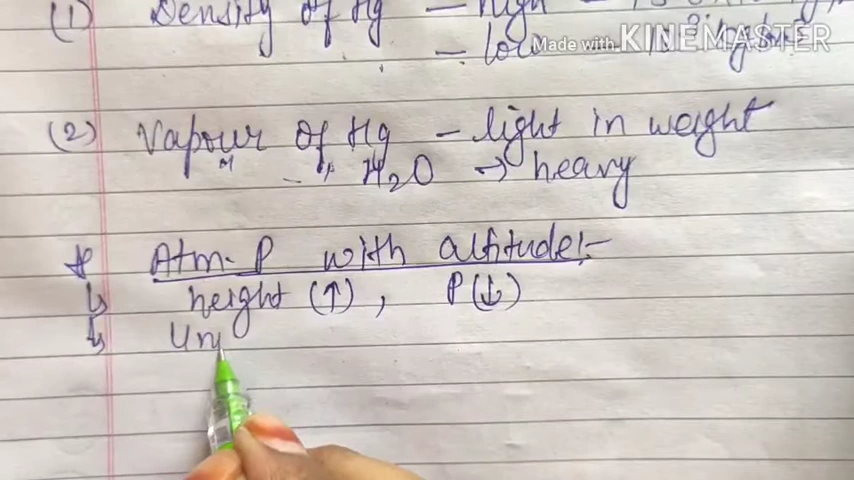 (1) Density of Hg - high -
- low
Made with KINEMASTER
(2) Vapour of Hg - light in weight
" " H₂O → heavy
* Atm. P with altitude:-
↳ height (↑), P(↓)
↳ Un